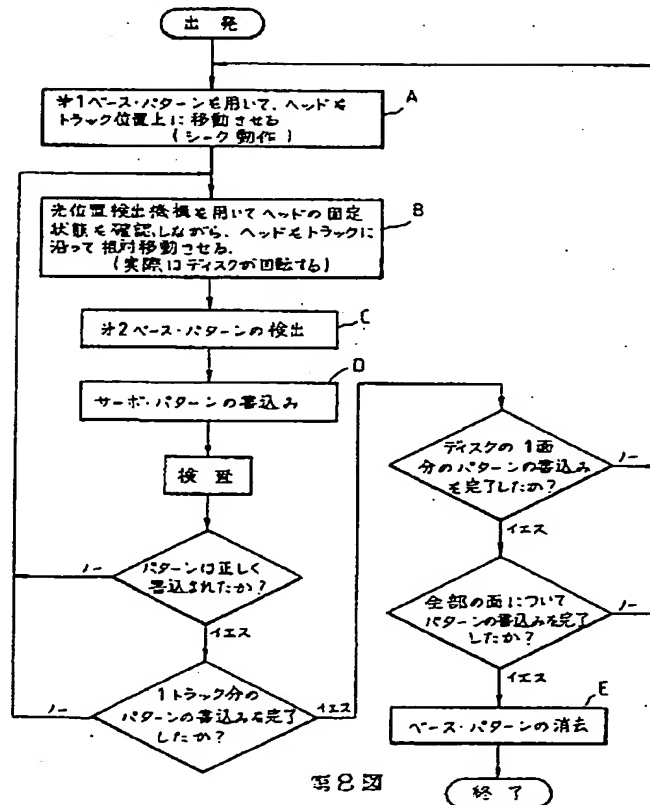 出発
#1ベース・パターンを用いて、ヘッドを
トラック位置上に移動させる
(シーク動作)
A
光位置検出機構を用いてヘッドの固定
状態を確認しながら、ヘッドをトラックに
沿って相対移動させる.
(実際はディスクが回転する)
B
#2ベース・パターンの検出
C
サーボ・パターンの書込み
D
検証
パターンは正しく
書込まれたか?
ノー
イエス
1トラック分の
パターンの書込みを完了
したか?
ノー
イエス
ディスクの1面
分のパターンの書込み
を完了したか?
ノー
イエス
全部の面について
パターンの書込みを完了
したか?
ノー
イエス
ベース・パターンの消去
E
終了
第8図